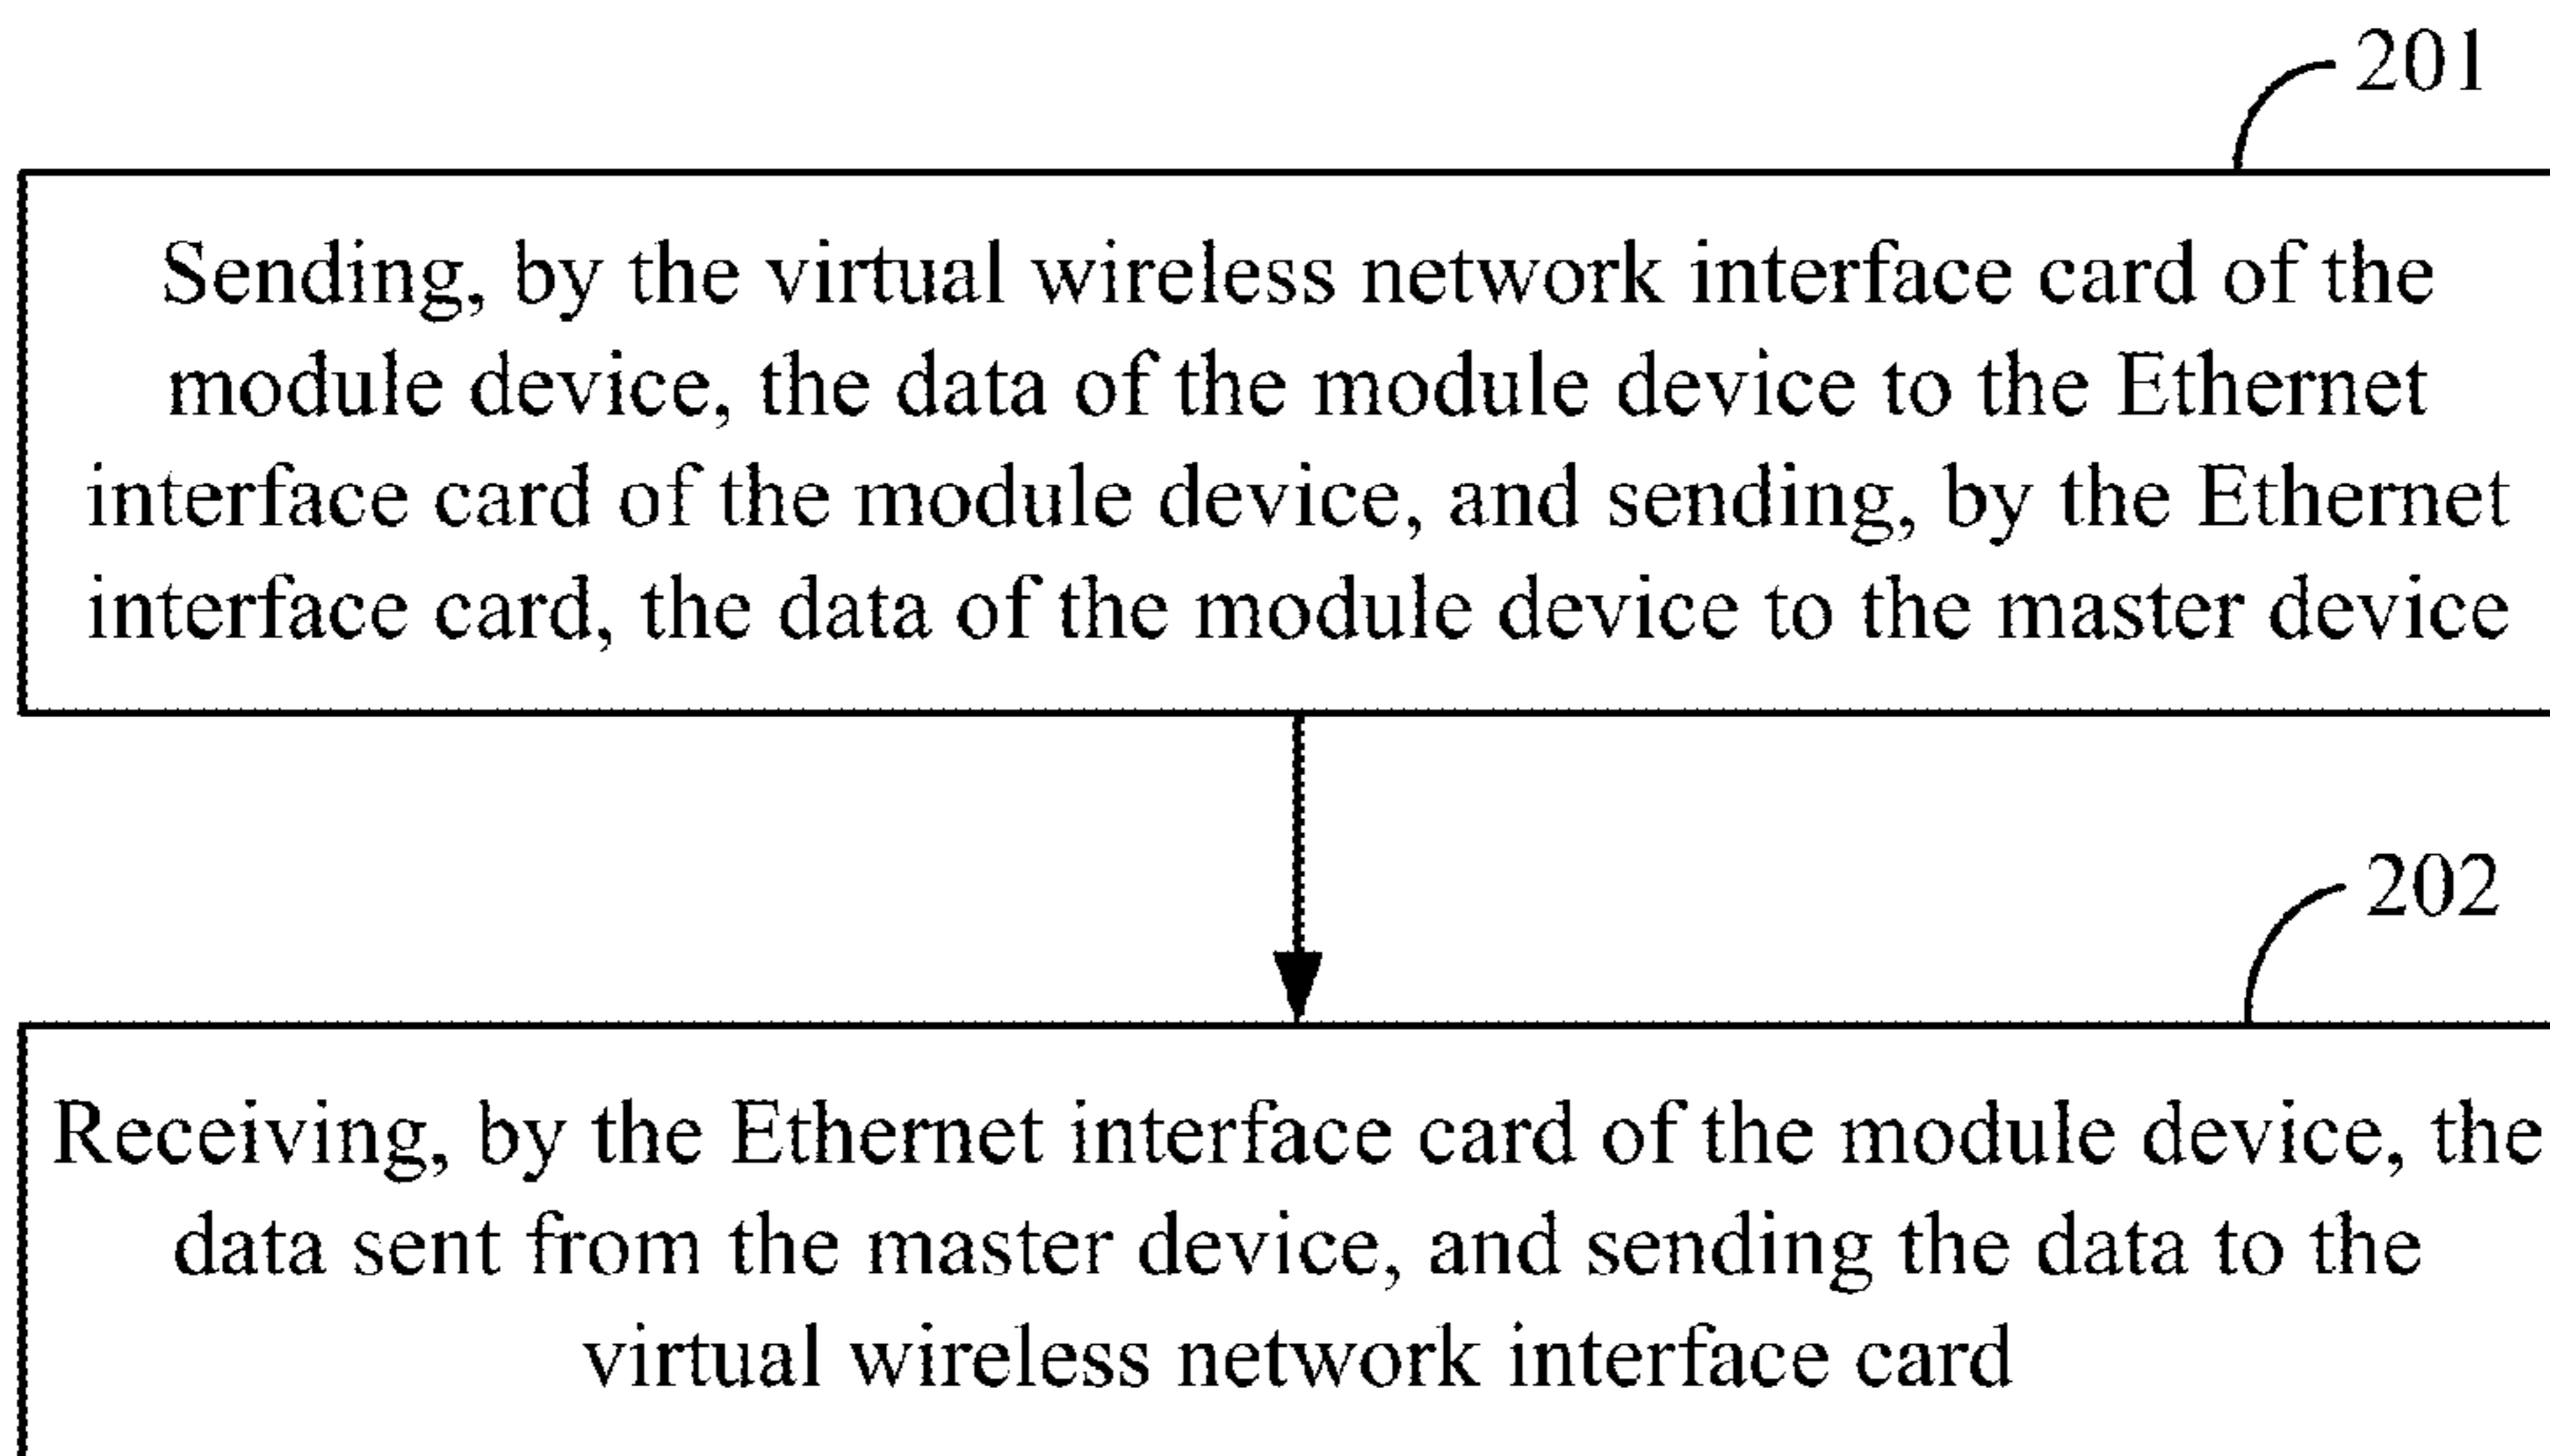 201
Sending, by the virtual wireless network interface card of the
module device, the data of the module device to the Ethernet
interface card of the module device, and sending, by the Ethernet
interface card, the data of the module device to the master device
202
Receiving, by the Ethernet interface card of the module device, the
data sent from the master device, and sending the data to the
virtual wireless network interface card